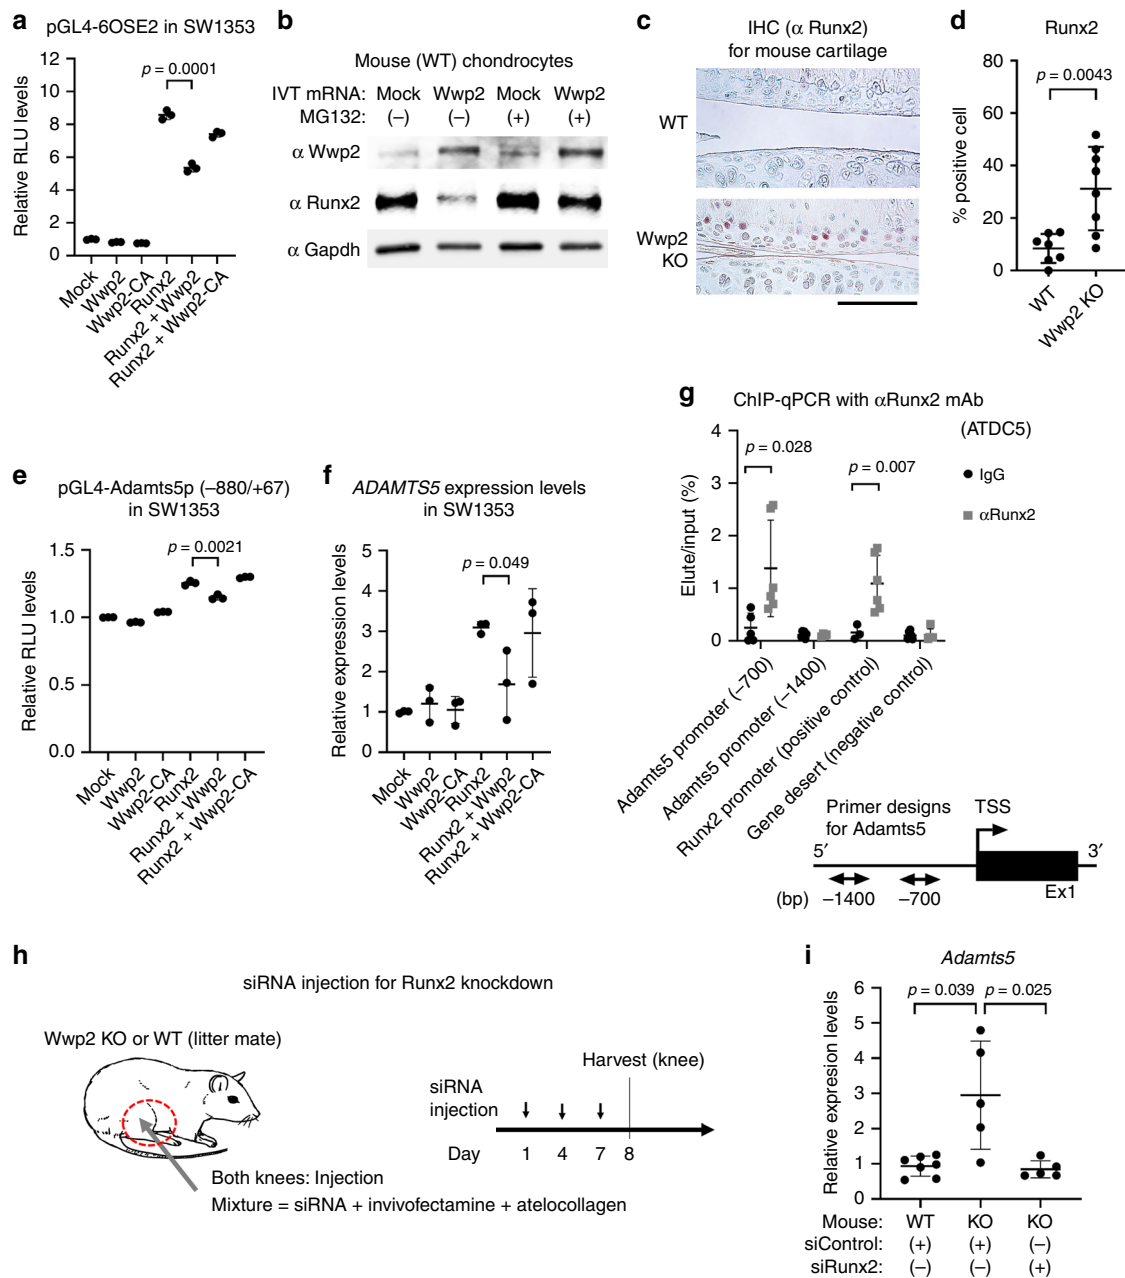 a
pGL4-6OSE2 in SW1353
Relative RLU levels
12
10
8
6
4
2
0
p = 0.0001
Mock
Wwp2
Wwp2-CA
Runx2
Runx2 + Wwp2
Runx2 + Wwp2-CA
b
Mouse (WT) chondrocytes
IVT mRNA: Mock Wwp2 Mock Wwp2
MG132: (–) (–) (+) (+)
α Wwp2
α Runx2
α Gapdh
c
IHC (α Runx2)
for mouse cartilage
WT
Wwp2
KO
d
Runx2
% positive cell
80
60
40
20
0
p = 0.0043
WT
Wwp2 KO
e
pGL4-Adamts5p (–880/+67)
in SW1353
Relative RLU levels
1.5
1.0
0.5
0.0
p = 0.0021
Mock
Wwp2
Wwp2-CA
Runx2
Runx2 + Wwp2
Runx2 + Wwp2-CA
f
ADAMTS5 expression levels
in SW1353
Relative expression levels
5
4
3
2
1
0
p = 0.049
Mock
Wwp2
Wwp2-CA
Runx2
Runx2 + Wwp2
Runx2 + Wwp2-CA
g
ChIP-qPCR with αRunx2 mAb
(ATDC5)
IgG
αRunx2
Elute/input (%)
4
3
2
1
0
p = 0.028
p = 0.007
Adamts5 promoter (–700)
Adamts5 promoter (–1400)
Runx2 promoter (positive control)
Gene desert (negative control)
Primer designs
for Adamts5
TSS
5′
3′
Ex1
(bp) –1400 –700
h
siRNA injection for Runx2 knockdown
Wwp2 KO or WT (litter mate)
Both knees: Injection
Mixture = siRNA + invivofectamine + atelocollagen
Harvest (knee)
siRNA
injection
Day 1 4 7 8
i
Adamts5
Relative expression levels
6
5
4
3
2
1
0
p = 0.039
p = 0.025
Mouse: WT KO KO
siControl: (+) (+) (–)
siRunx2: (–) (–) (+)